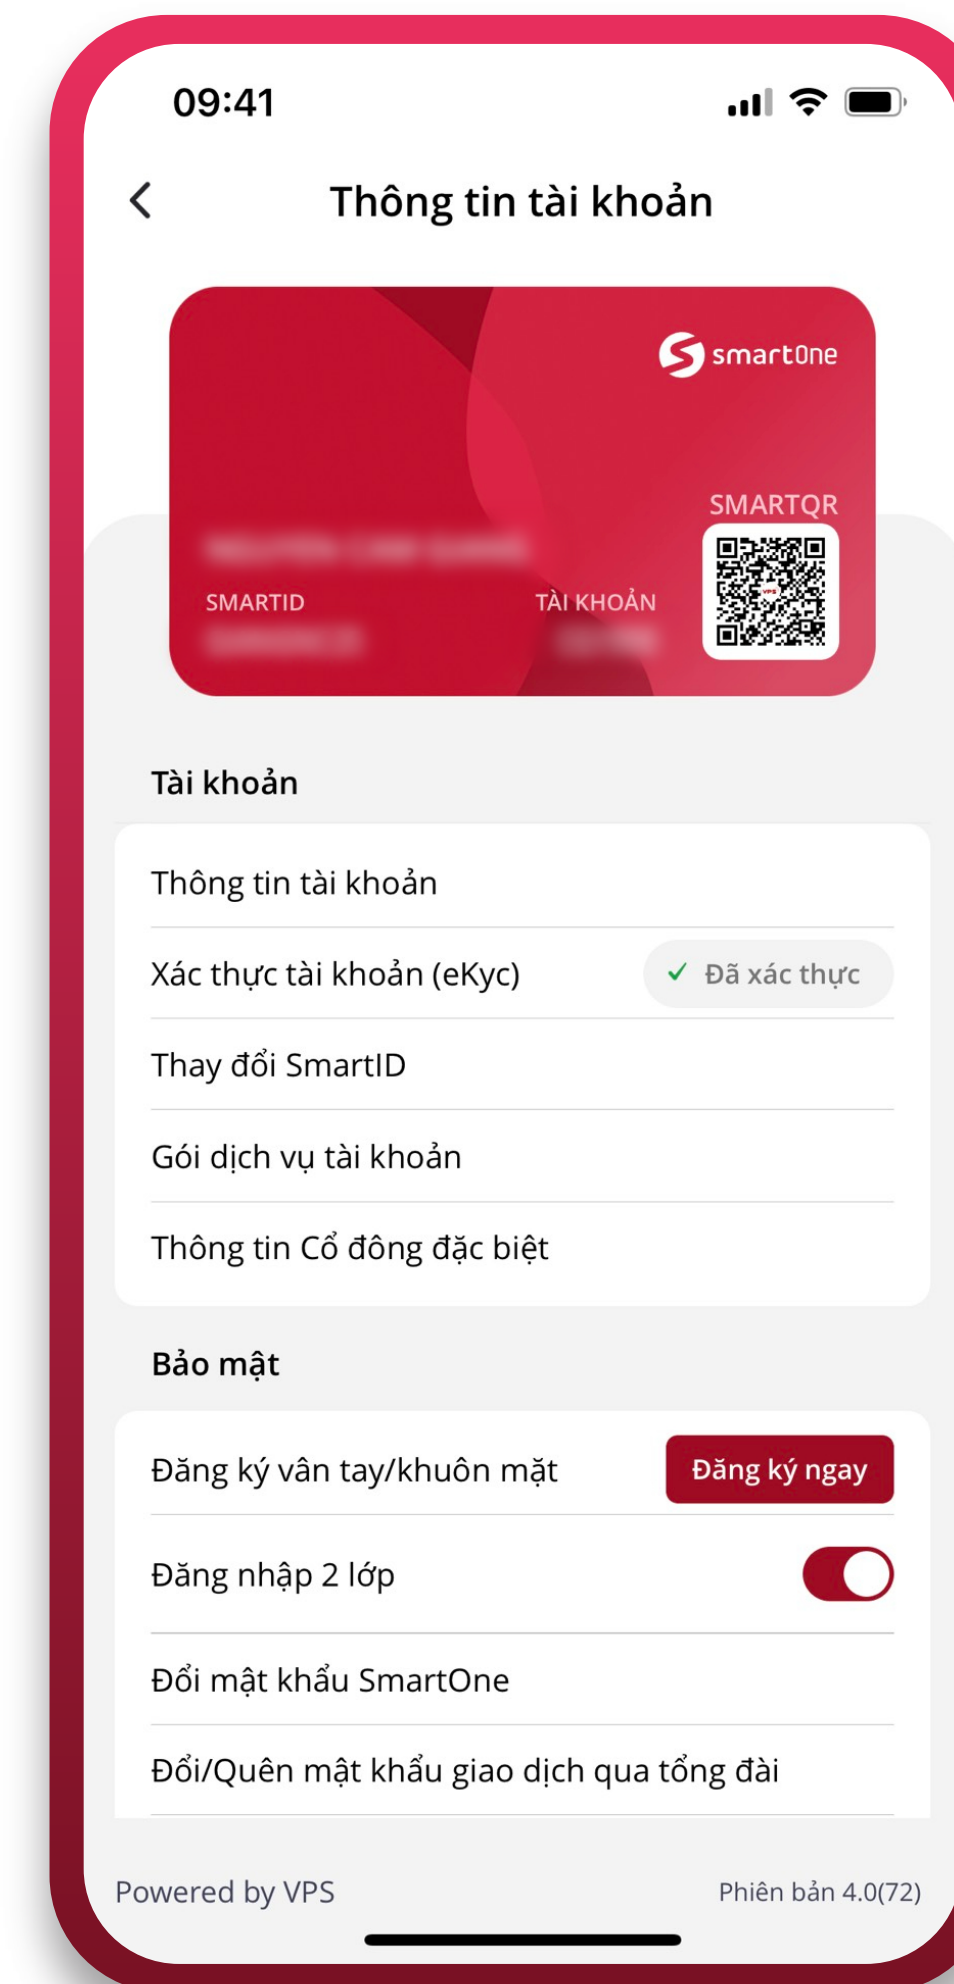 09:41
Thông tin tài khoản
smartOne
SMARTQR
VPS
SMARTID
TÀI KHOẢN
Tài khoản
Thông tin tài khoản
Xác thực tài khoản (eKyc)
Đã xác thực
Thay đổi SmartID
Gói dịch vụ tài khoản
Thông tin Cổ đông đặc biệt
Bảo mật
Đăng ký vân tay/khuôn mặt
Đăng ký ngay
Đăng nhập 2 lớp
Đổi mật khẩu SmartOne
Đổi/Quên mật khẩu giao dịch qua tổng đài
Powered by VPS
Phiên bản 4.0(72)